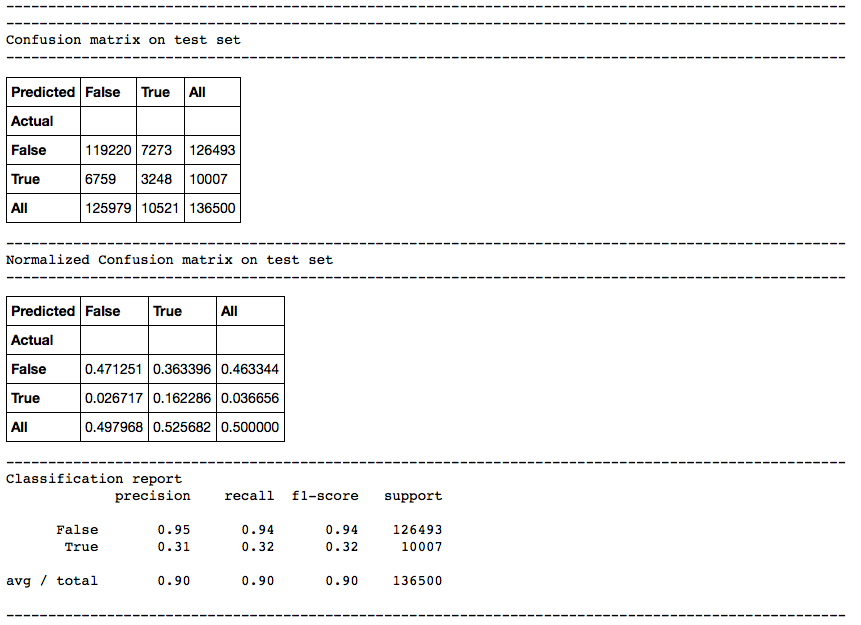 --------------------------------------------------------------------------------------------------------
--------------------------------------------------------------------------------------------------------
Confusion matrix on test set
--------------------------------------------------------------------------------------------------------
Predicted False True All
Actual
False 119220 7273 126493
True 6759 3248 10007
All 125979 10521 136500
--------------------------------------------------------------------------------------------------------
Normalized Confusion matrix on test set
--------------------------------------------------------------------------------------------------------
Predicted False True All
Actual
False 0.471251 0.363396 0.463344
True 0.026717 0.162286 0.036656
All 0.497968 0.525682 0.500000
--------------------------------------------------------------------------------------------------------
Classification report
precision recall f1-score support
False 0.95 0.94 0.94 126493
True 0.31 0.32 0.32 10007
avg / total 0.90 0.90 0.90 136500
--------------------------------------------------------------------------------------------------------